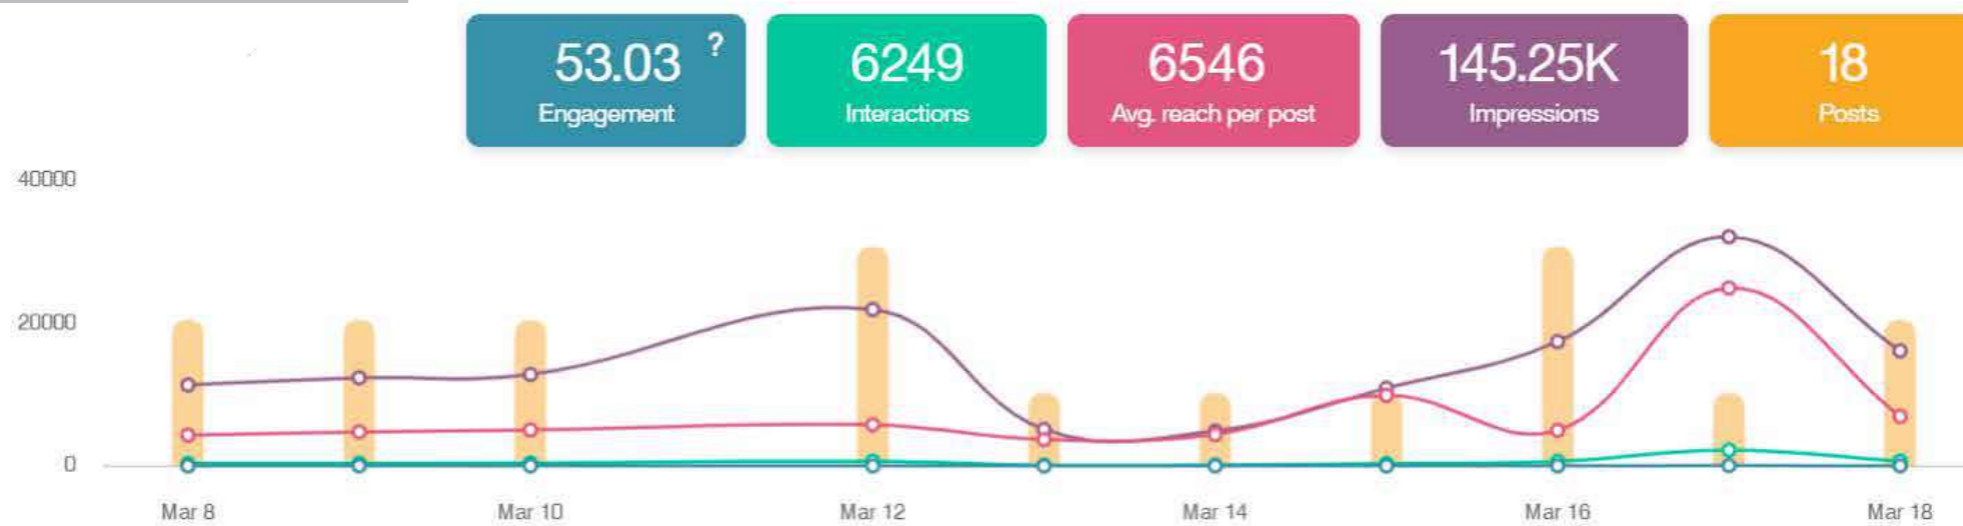 53.03 ?
Engagement
6249
Interactions
6546
Avg. reach per post
145.25K
Impressions
18
Posts
40000
20000
0
Mar 8
Mar 10
Mar 12
Mar 14
Mar 16
Mar 18